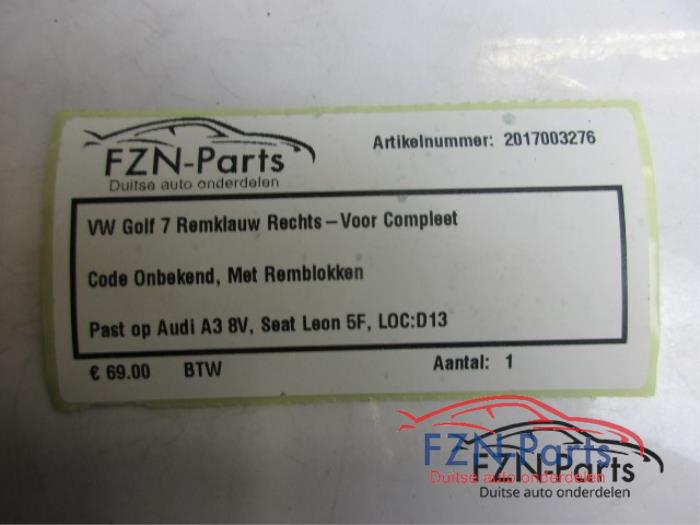 FZN-Parts
Duitse auto onderdelen
Artikelnummer: 2017003276
VW Golf 7 Remklauw Rechts-Voor Compleet
Code Onbekend, Met Remblokken
Past op Audi A3 8V, Seat Leon 5F, LOC:D13
€ 69.00 BTW Aantal: 1
FZN-Parts
Duitse auto onderdelen
FZN-Parts
Duitse auto onderdelen